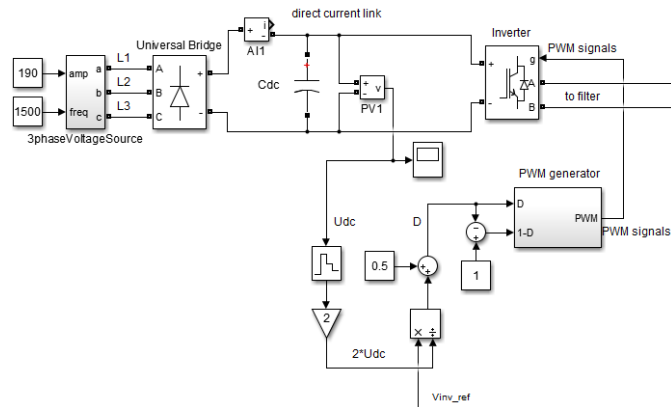 direct current link
Universal Bridge
Inverter
PWM signals
190
amp
a
L1
A
+
+
i
-
AI1
+
g
b
L2
B
Cdc
+
-
v
A
1500
freq
c
L3
C
-
PV1
-
B
to filter
3phaseVoltageSource
PWM generator
Udc
D
D
PWM
-
+
1-D
PWM signals
0.5
+
+
1
2
×
÷
2*Udc
Vinv_ref